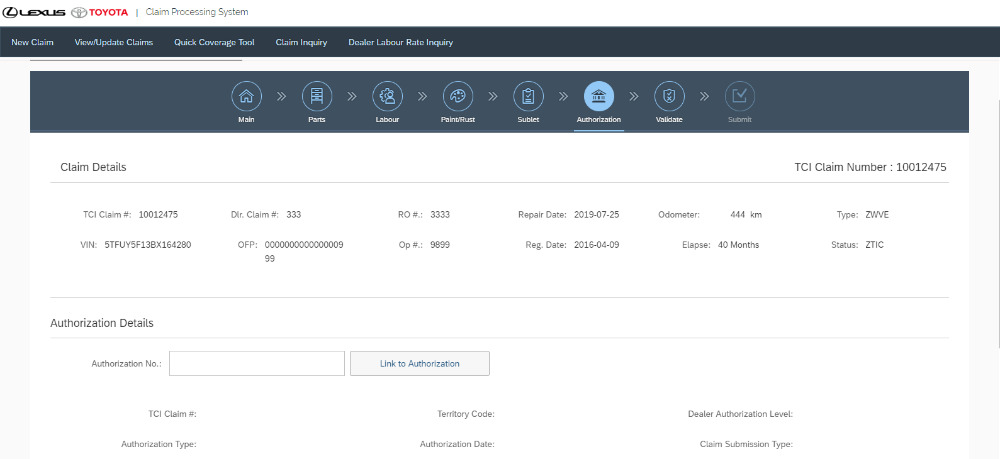 LEXUS TOYOTA | Claim Processing System
New Claim View/Update Claims Quick Coverage Tool Claim Inquiry Dealer Labour Rate Inquiry
Main Parts Labour Paint/Rust Sublet Authorization Validate Submit
Claim Details TCI Claim Number : 10012475
TCI Claim #: 10012475 Dlr. Claim #: 333 RO #.: 3333 Repair Date: 2019-07-25 Odometer: 444 km Type: ZWVE
VIN: 5TFUY5F13BX164280 OFP: 0000000000000009 Op #.: 9899 Reg. Date: 2016-04-09 Elapse: 40 Months Status: ZTIC
99
Authorization Details
Authorization No.: Link to Authorization
TCI Claim #: Territory Code: Dealer Authorization Level:
Authorization Type: Authorization Date: Claim Submission Type: